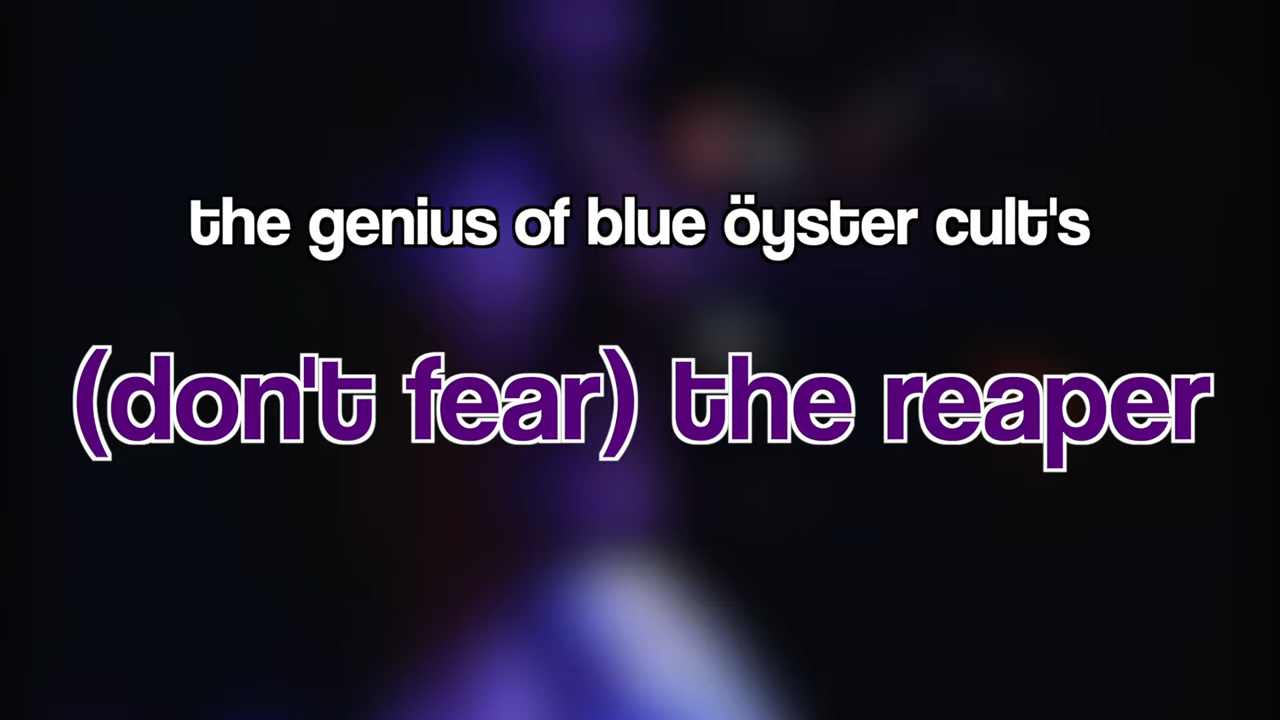 the genius of blue öyster cult's
(don't fear) the reaper